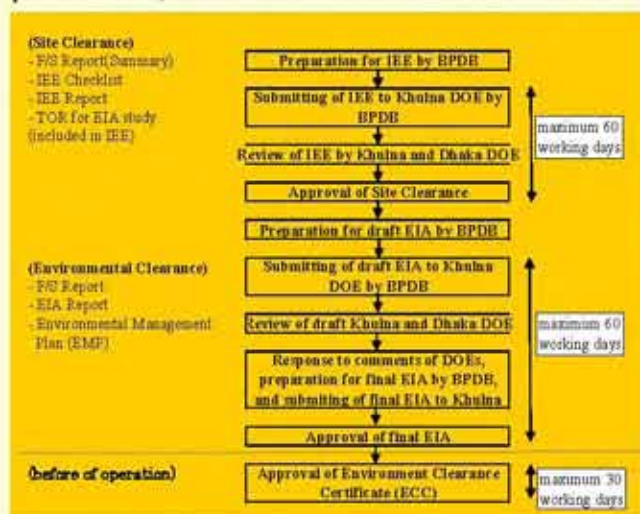 (Site Clearance)
- F/S Report(Summary)
- IEE Checklist
- IEE Report
- TOR for EIA study
(included in IEE)
Preparation for IEE by BPDB
Submitting of IEE to Khulna DOE by
BPDB
Review of IEE by Khulna and Dhaka DOE
Approval of Site Clearance
maximum 60
working days
Preparation for draft EIA by BPDB
(Environmental Clearance)
- F/S Report
- EIA Report
- Environmental Management
Plan (EMP)
Submitting of draft EIA to Khulna
DOE by BPDB
Review of draft Khulna and Dhaka DOE
Response to comments of DOEs,
preparation for final EIA by BPDB,
and submiting of final EIA to Khulna
Approval of final EIA
maximum 60
working days
(before of operation)
Approval of Environment Clearance
Certificate (ECC)
maximum 30
working days